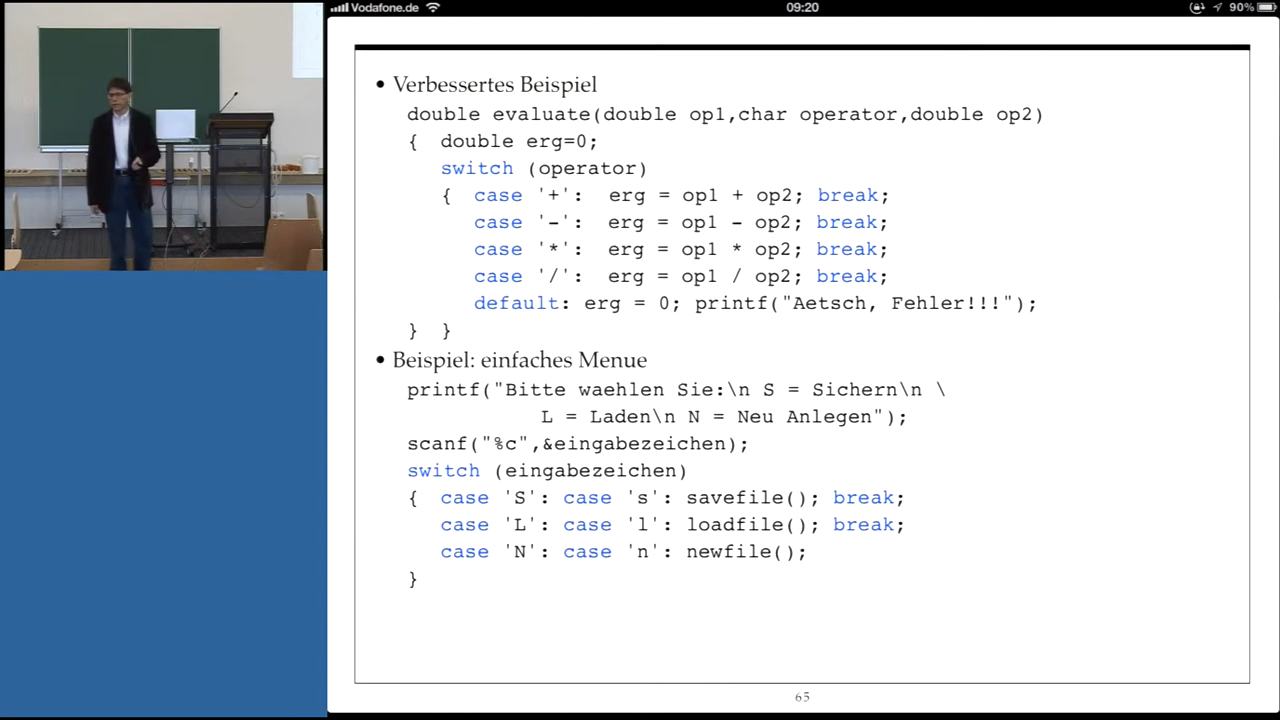 Vodafone.de
09:20
90%
• Verbessertes Beispiel
double evaluate(double op1,char operator,double op2)
{ double erg=0;
switch (operator)
{ case '+': erg = op1 + op2; break;
case '-': erg = op1 - op2; break;
case '*': erg = op1 * op2; break;
case '/': erg = op1 / op2; break;
default: erg = 0; printf("Aetsch, Fehler!!!");
} }
• Beispiel: einfaches Menue
printf("Bitte waehlen Sie:\n S = Sichern\n \
L = Laden\n N = Neu Anlegen");
scanf("%c",&eingabezeichen);
switch (eingabezeichen)
{ case 'S': case 's': savefile(); break;
case 'L': case 'l': loadfile(); break;
case 'N': case 'n': newfile();
}
65